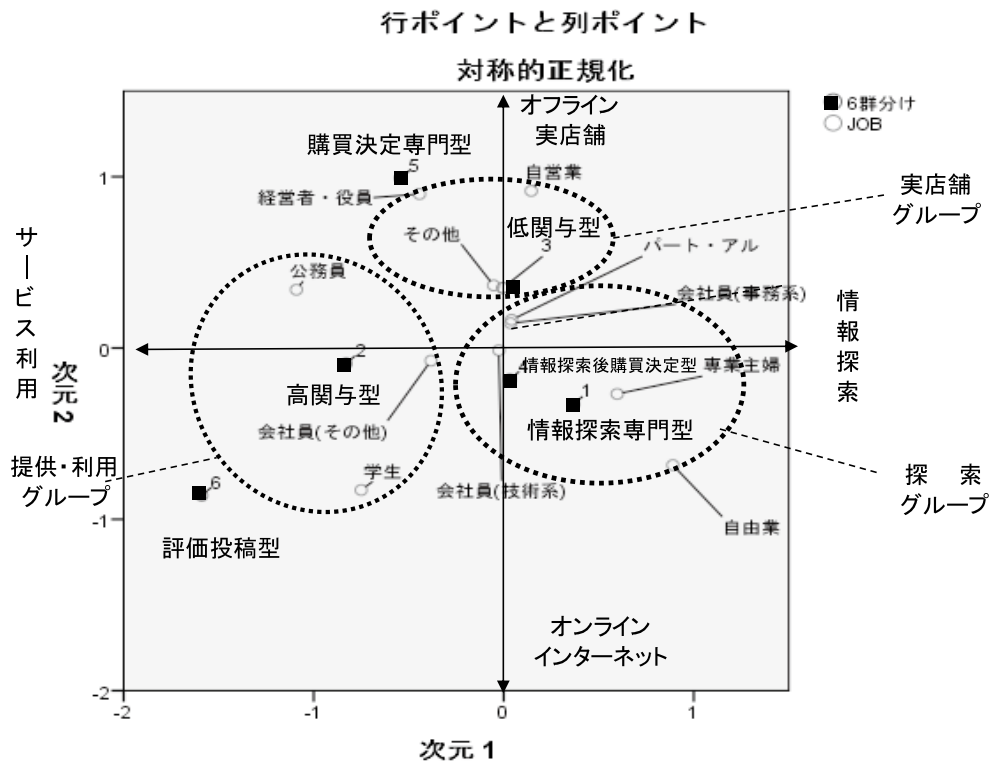 行ポイントと列ポイント
対称的正規化
オフライン
実店舗
6群分け
JOB
購買決定専門型
5
自営業
経営者・役員
実店舗
グループ
1
低関与型
その他
3
パート・アル
サービス利用
公務員
会社員(事務系)
情報探索
0
2
4
情報探索後購買決定型
専業主婦
高関与型
1
次元2
会社員(その他)
情報探索専門型
提供・利用
グループ
学生
6
会社員(技術系)
探 索
グループ
-1
自由業
評価投稿型
オンライン
インターネット
-2
-2
-1
0
1
次元1